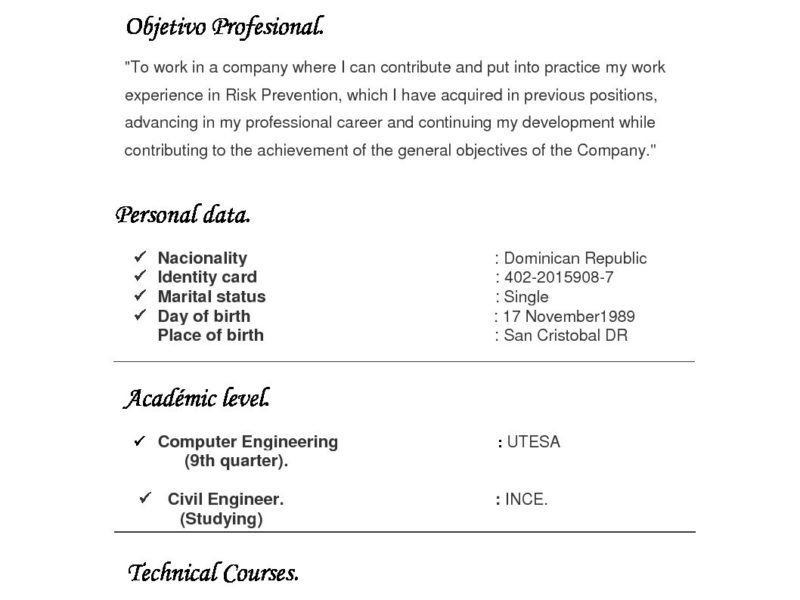 Objetivo Profesional.
"To work in a company where I can contribute and put into practice my work
experience in Risk Prevention, which I have acquired in previous positions,
advancing in my professional career and continuing my development while
contributing to the achievement of the general objectives of the Company."
Personal data.
✓ Nacionality : Dominican Republic
✓ Identity card : 402-2015908-7
✓ Marital status : Single
✓ Day of birth : 17 November1989
Place of birth : San Cristobal DR
Académic level.
✓ Computer Engineering : UTESA
(9th quarter).
✓ Civil Engineer. : INCE.
(Studying)
Technical Courses.